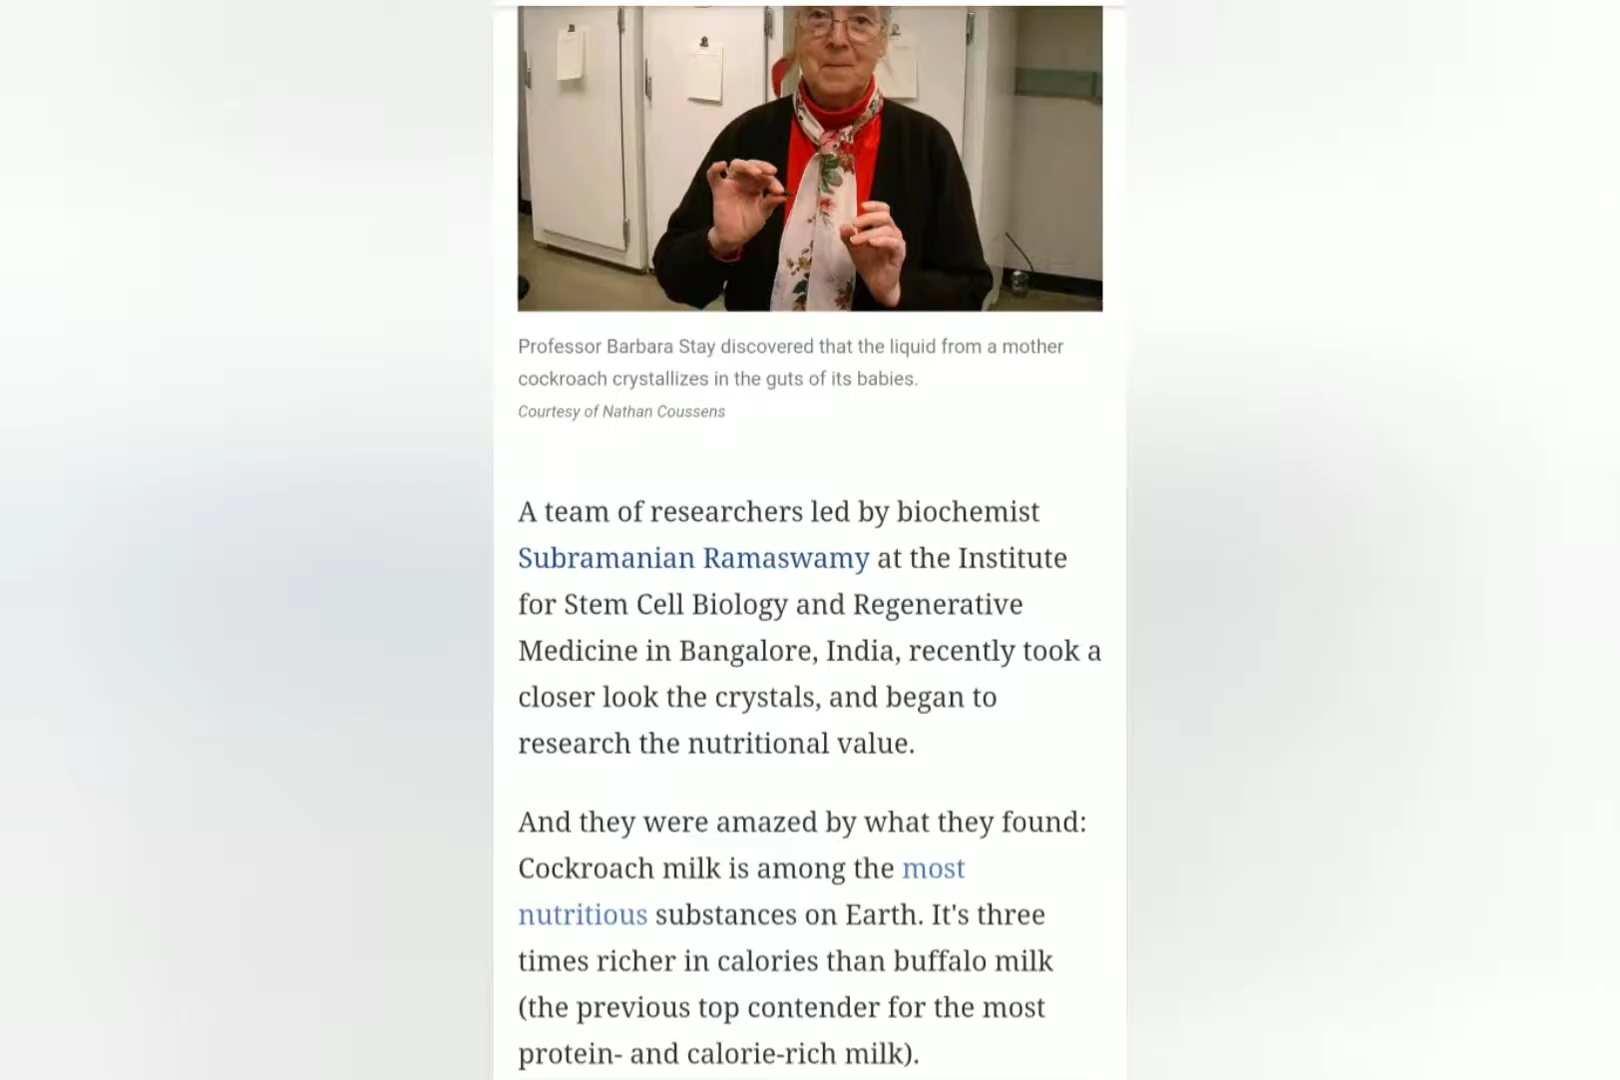 Professor Barbara Stay discovered that the liquid from a mother
cockroach crystallizes in the guts of its babies.
Courtesy of Nathan Coussens
A team of researchers led by biochemist
Subramanian Ramaswamy at the Institute
for Stem Cell Biology and Regenerative
Medicine in Bangalore, India, recently took a
closer look the crystals, and began to
research the nutritional value.
And they were amazed by what they found:
Cockroach milk is among the most
nutritious substances on Earth. It's three
times richer in calories than buffalo milk
(the previous top contender for the most
protein- and calorie-rich milk).